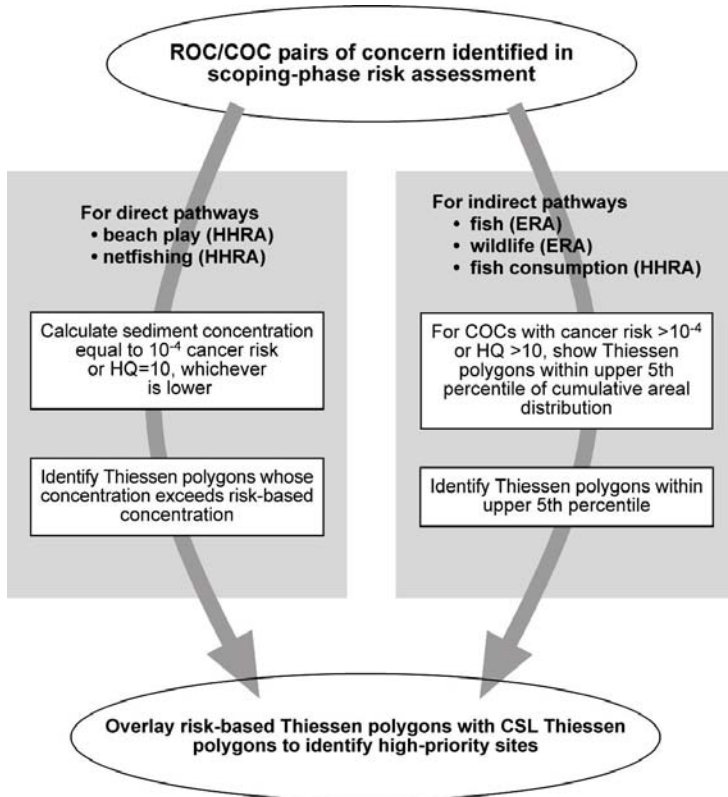 ROC/COC pairs of concern identified in
scoping-phase risk assessment
For direct pathways
• beach play (HHRA)
• netfishing (HHRA)
Calculate sediment concentration
equal to 10⁻⁴ cancer risk
or HQ=10, whichever
is lower
Identify Thiessen polygons whose
concentration exceeds risk-based
concentration
For indirect pathways
• fish (ERA)
• wildlife (ERA)
• fish consumption (HHRA)
For COCs with cancer risk >10⁻⁴
or HQ >10, show Thiessen
polygons within upper 5th
percentile of cumulative areal
distribution
Identify Thiessen polygons within
upper 5th percentile
Overlay risk-based Thiessen polygons with CSL Thiessen
polygons to identify high-priority sites